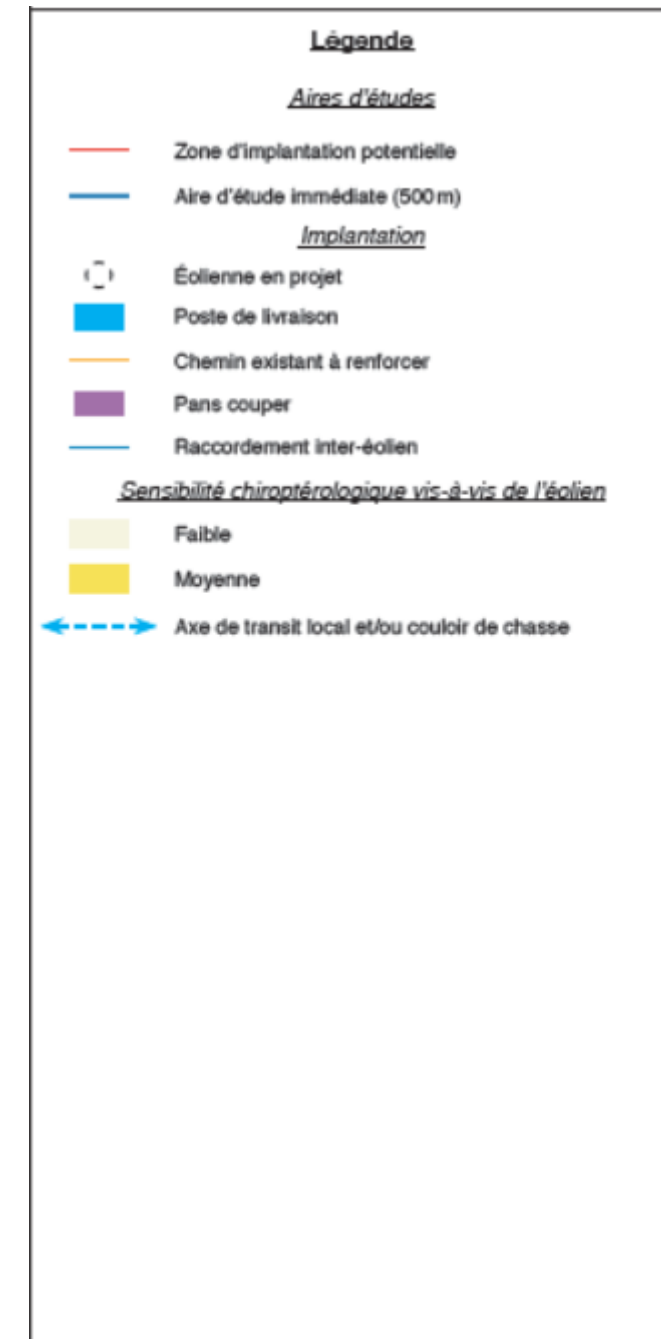 Légende
Aires d'études
Zone d'implantation potentielle
Aire d'étude immédiate (500 m)
Implantation
Éolienne en projet
Poste de livraison
Chemin existant à renforcer
Pans couper
Raccordement inter-éolien
Sensibilité chiroptérologique vis-à-vis de l'éolien
Faible
Moyenne
Axe de transit local et/ou couloir de chasse